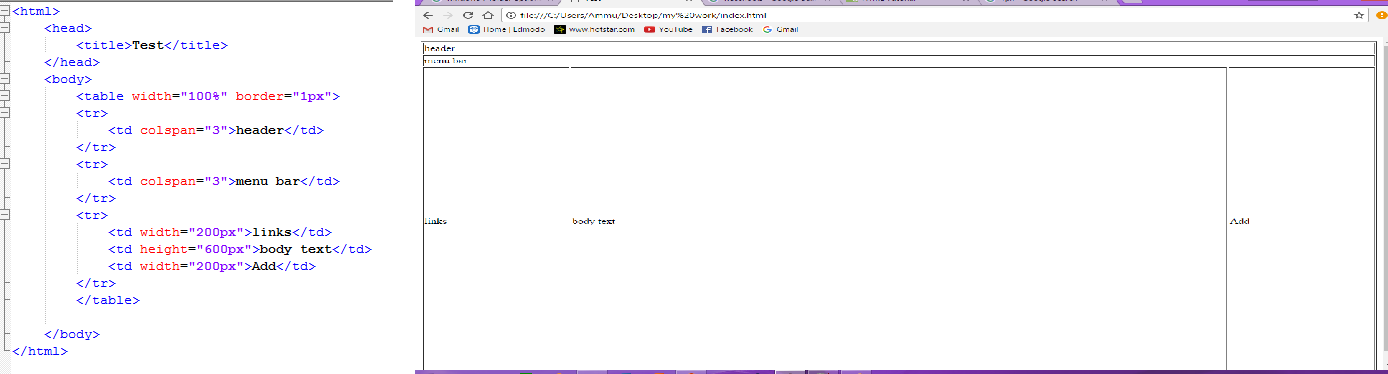 <html>
<head>
<title>Test</title>
</head>
<body>
<table width="100%" border="1px">
<tr>
<td colspan="3">header</td>
</tr>
<tr>
<td colspan="3">menu bar</td>
</tr>
<tr>
<td width="200px">links</td>
<td height="600px">body text</td>
<td width="200px">Add</td>
</tr>
</table>
</body>
</html>
file:///C:/Users/Ammu/Desktop/my%20work/index.html
Gmail Home | Edmodo www.hotstar.com YouTube Facebook Gmail
header
menu bar
links body text Add